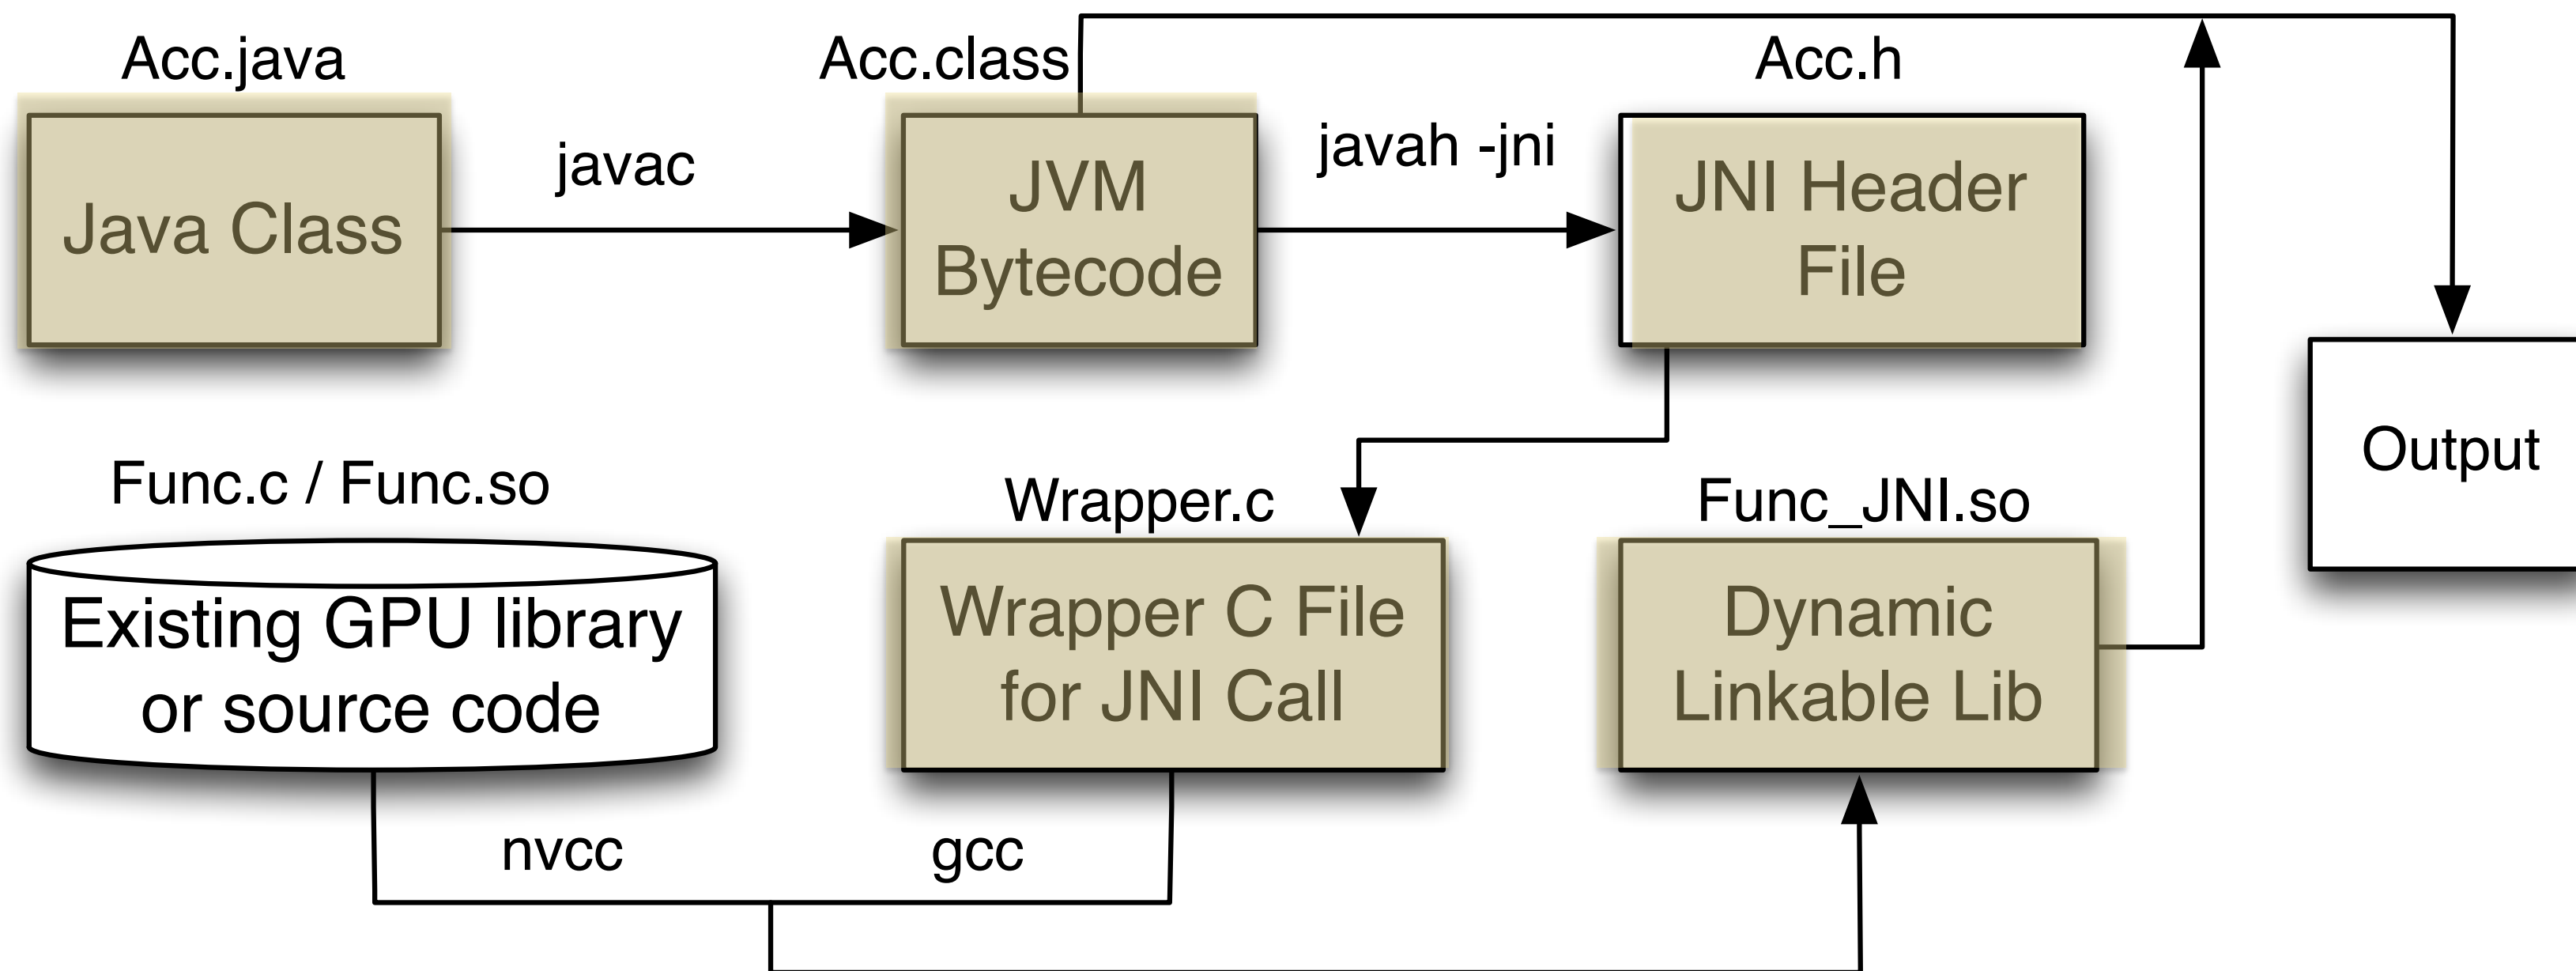 Acc.java
Java Class
javac
Acc.class
JVM
Bytecode
javah -jni
Acc.h
JNI Header
File
Output
Func.c / Func.so
Existing GPU library
or source code
Wrapper.c
Wrapper C File
for JNI Call
Func_JNI.so
Dynamic
Linkable Lib
nvcc
gcc